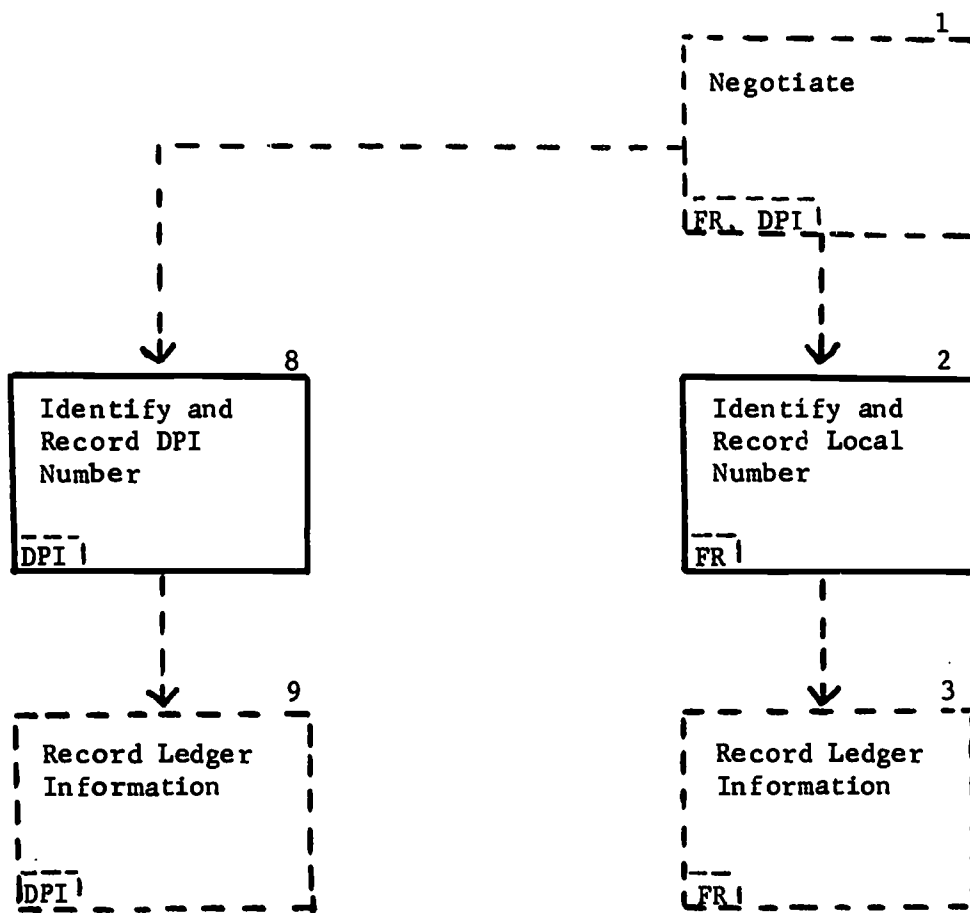 1
Negotiate
FR, DPI
8
Identify and
Record DPI
Number
DPI
2
Identify and
Record Local
Number
FR
9
Record Ledger
Information
DPI
3
Record Ledger
Information
FR